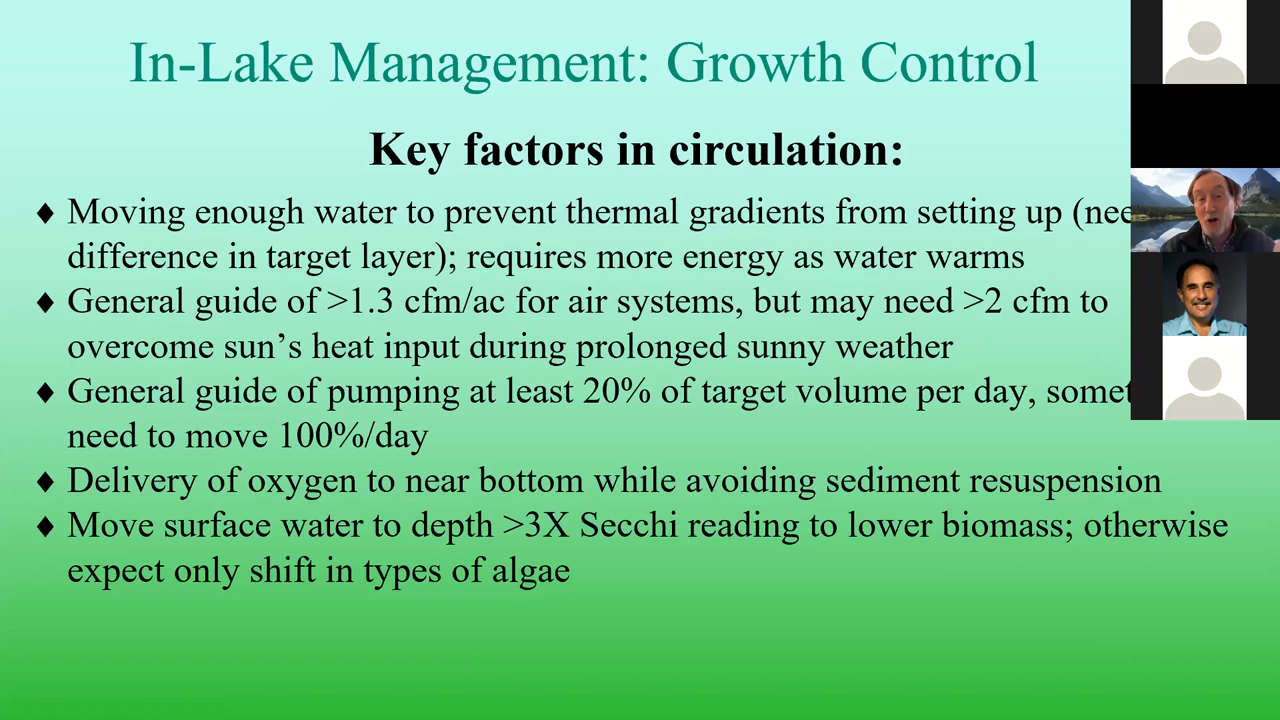 In-Lake Management: Growth Control
Key factors in circulation:
♦ Moving enough water to prevent thermal gradients from setting up
difference in target layer); requires more energy as water warms
♦ General guide of >1.3 cfm/ac for air systems, but may need >2 cfm to
overcome sun’s heat input during prolonged sunny weather
♦ General guide of pumping at least 20% of target volume per day,
need to move 100%/day
♦ Delivery of oxygen to near bottom while avoiding sediment resuspension
♦ Move surface water to depth >3X Secchi reading to lower biomass; otherwise
expect only shift in types of algae